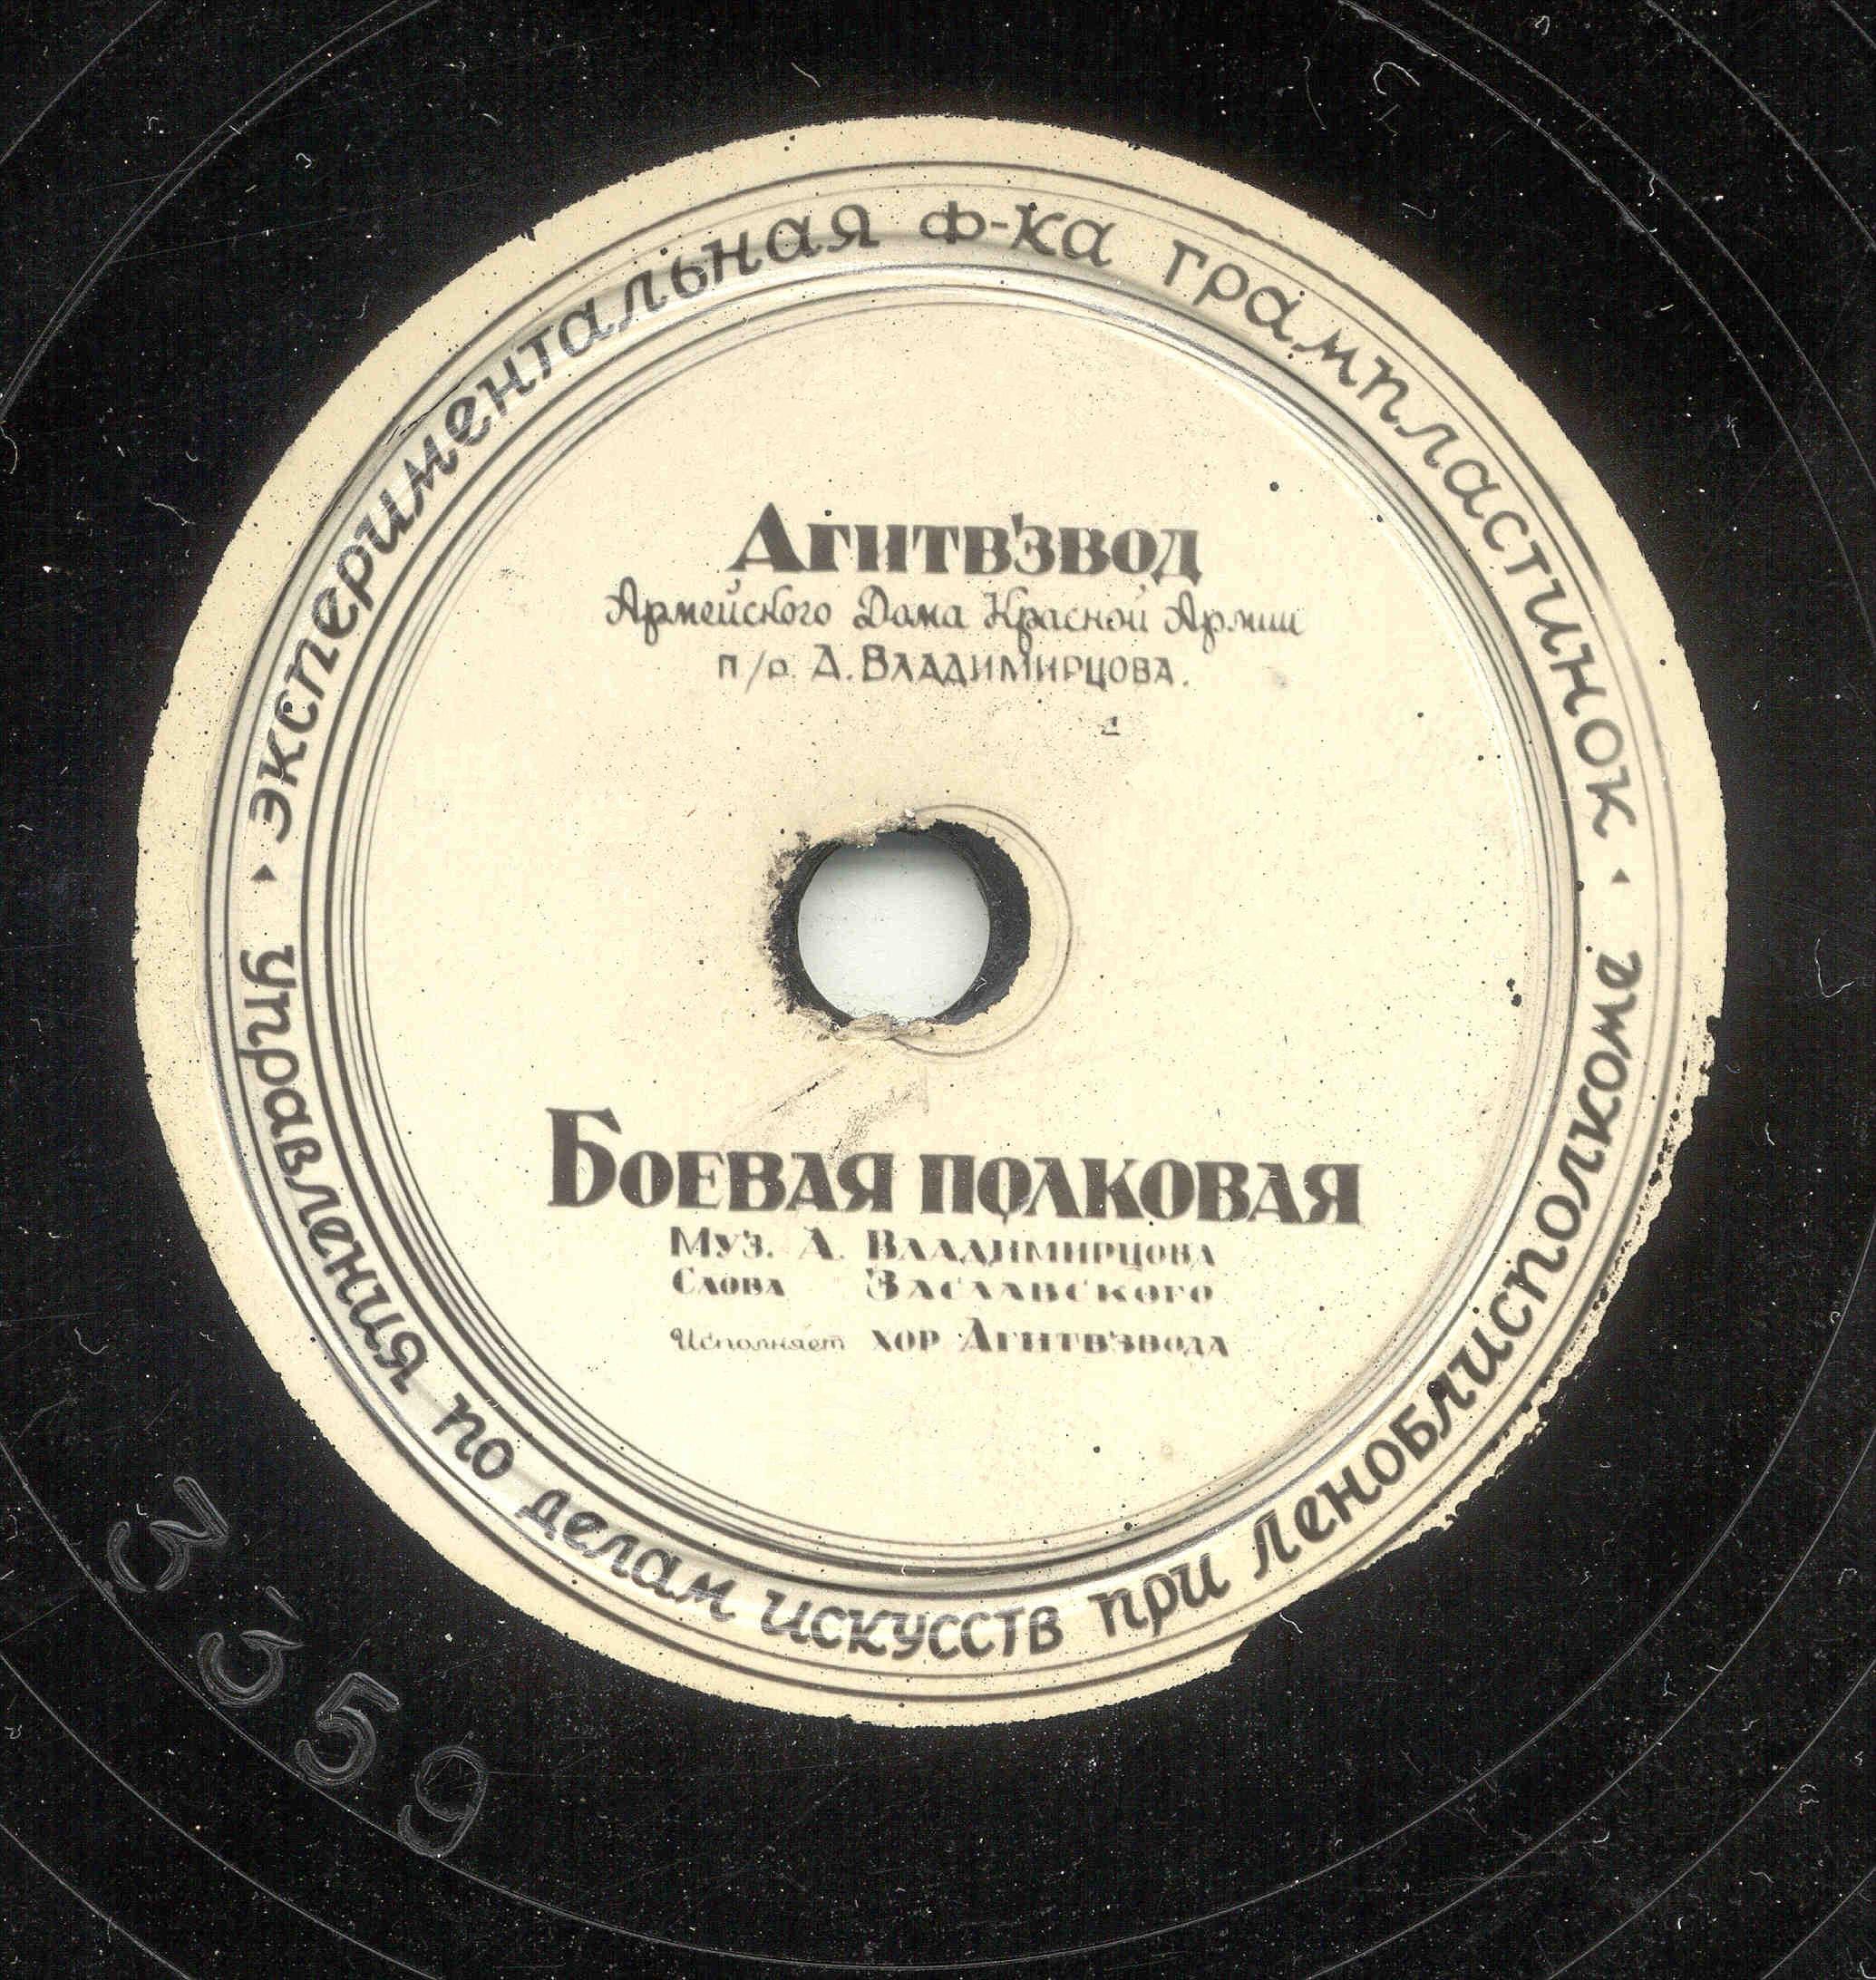 Экспериментальная ф-ка грампластинок
АГИТВЗВОД
Армейского Дома Красной Армии
п/р. А. ВЛАДИМИРЦОВА.
БОЕВАЯ ПОЛКОВАЯ
МУЗ. А. ВЛАДИМИРЦОВА
СЛОВА ЗАСЛАВСКОГО
Исполняет ХОР АГИТВЗВОДА
управления по делам искусств при Леноблисполкоме
359